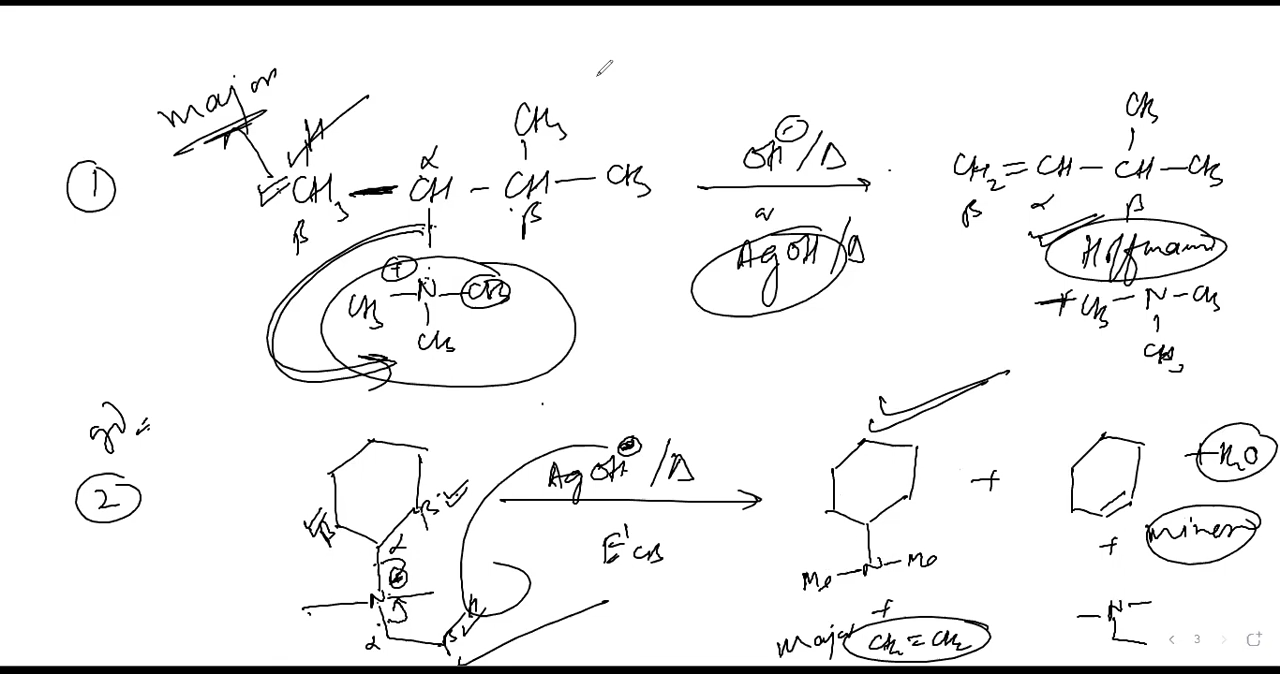 major
H
CH₃
①
CH₃ — CH — CH — CH₃
α
β
β
⊕
CH₃ — N — CH₃
CH₃
OH⊖/Δ
AgOH/Δ
CH₃
CH₂ = CH — CH — CH₃
β α β
Hoffmann
+ CH₃ — N — CH₃
CH₃
②
β
β
α
⊕
N
α
β
H
AgOH⊖/Δ
E¹CB
Me — N — Me
+
major CH₂ = CH₂
+
+ H₂O
minor
+
N
3